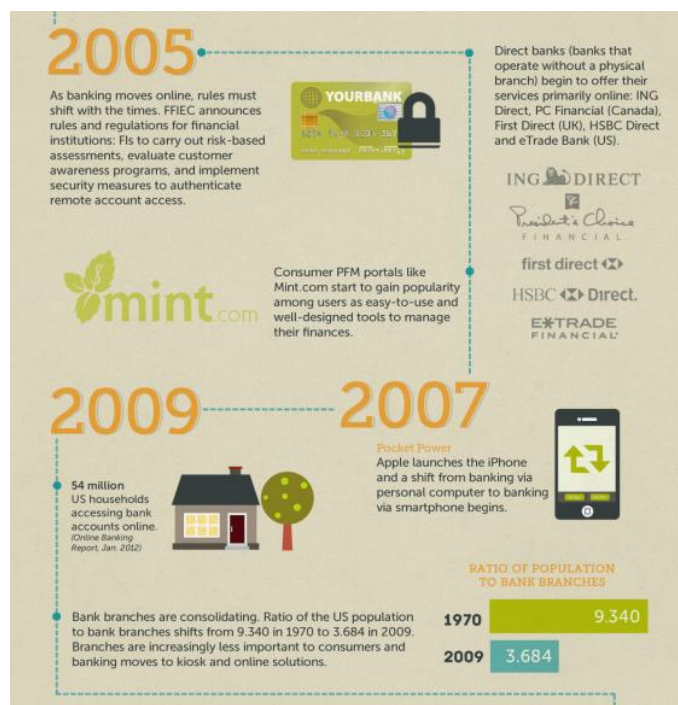 2005
As banking moves online, rules must
shift with the times. FFIEC announces
rules and regulations for financial
institutions: FIs to carry out risk-based
assessments, evaluate customer
awareness programs, and implement
security measures to authenticate
remote account access.
YOURBANK
Direct banks (banks that
operate without a physical
branch) begin to offer their
services primarily online: ING
Direct, PC Financial (Canada),
First Direct (UK), HSBC Direct
and eTrade Bank (US).
ING DIRECT
President's Choice
FINANCIAL
first direct
HSBC Direct.
E*TRADE
FINANCIAL
mint.com
Consumer PFM portals like
Mint.com start to gain popularity
among users as easy-to-use and
well-designed tools to manage
their finances.
2009
2007
Pocket Power
Apple launches the iPhone
and a shift from banking via
personal computer to banking
via smartphone begins.
54 million
US households
accessing bank
accounts online.
(Online Banking
Report, Jan. 2012)
RATIO OF POPULATION
TO BANK BRANCHES
1970 9.340
2009 3.684
Bank branches are consolidating. Ratio of the US population
to bank branches shifts from 9.340 in 1970 to 3.684 in 2009.
Branches are increasingly less important to consumers and
banking moves to kiosk and online solutions.